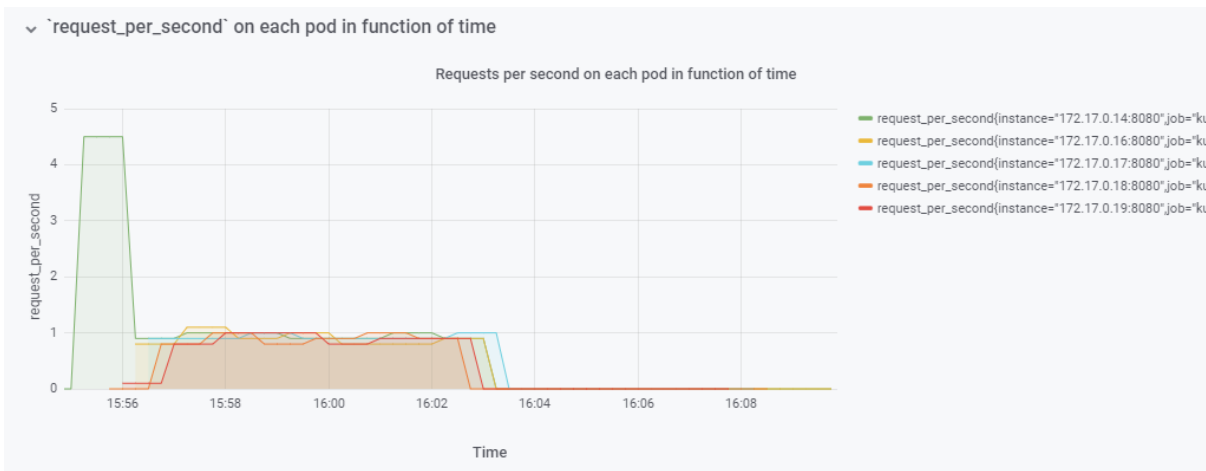 `request_per_second` on each pod in function of time
Requests per second on each pod in function of time
5
4
3
2
1
0
request_per_second
15:56 15:58 16:00 16:02 16:04 16:06 16:08
Time
request_per_second{instance="172.17.0.14:8080",job="ku
request_per_second{instance="172.17.0.16:8080",job="ku
request_per_second{instance="172.17.0.17:8080",job="ku
request_per_second{instance="172.17.0.18:8080",job="ku
request_per_second{instance="172.17.0.19:8080",job="ku